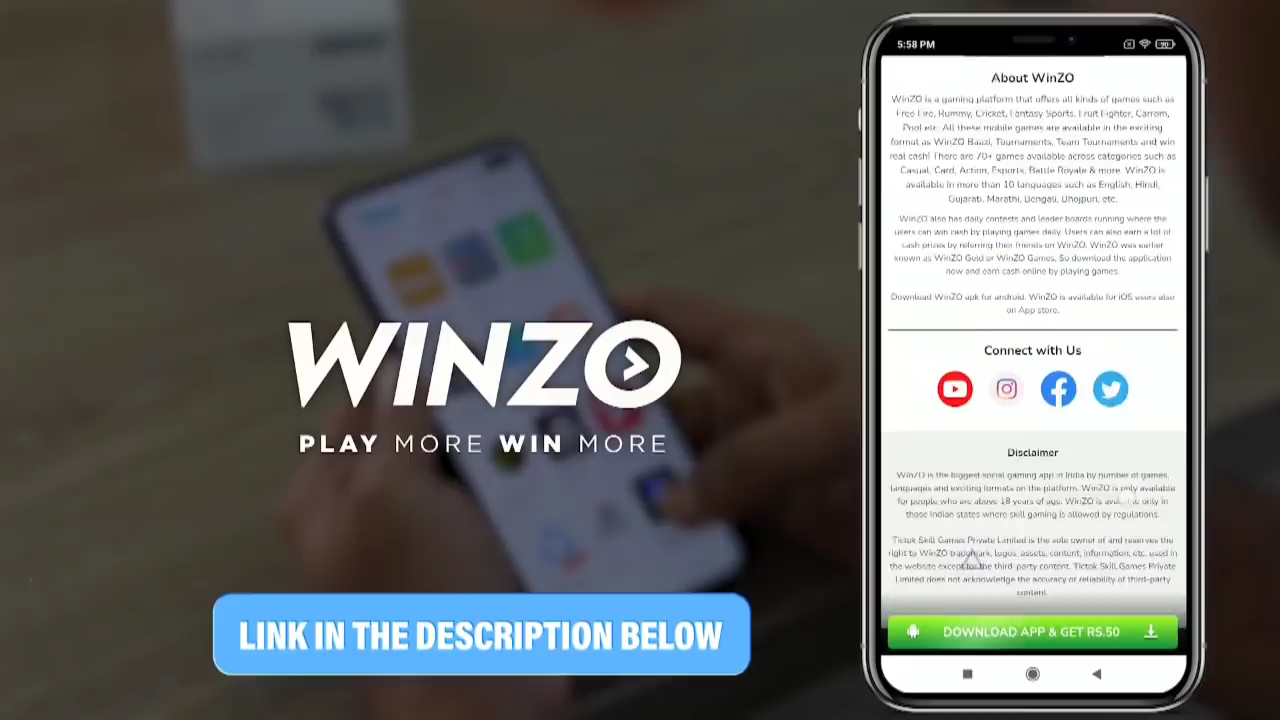 WINZO
PLAY MORE WIN MORE
LINK IN THE DESCRIPTION BELOW
5:58 PM
90
About WinZO
WinZO is a gaming platform that offers all kinds of games such as
Free Fire, Rummy, Cricket, Fantasy Sports, Fruit Fighter, Carrom,
Pool etc. All these mobile games are available in the exciting
format as WinZO Baazi, Tournaments, Team Tournaments and win
real cash! There are 70+ games available across categories such as
Casual, Card, Action, Esports, Battle Royale & more. WinZO is
available in more than 10 languages such as English, Hindi,
Gujarati, Marathi, Bengali, Bhojpuri, etc.
WinZO also has daily contests and leader boards running where the
users can win cash by playing games daily. Users can also earn a lot of
cash prizes by referring their friends on WinZO. WinZO was earlier
known as WinZO Gold or WinZO Games. So download the application
now and earn cash online by playing games.
Download WinZO apk for android. WinZO is available for iOS users also
on App store.
Connect with Us
Disclaimer
WinZO is the biggest social gaming app in India by number of games,
languages and exciting formats on the platform. WinZO is only available
for people who are above 18 years of age. WinZO is available only in
those Indian states where skill gaming is allowed by regulations.
Tictok Skill Games Private Limited is the sole owner of and reserves the
right to WinZO trademark, logos, assets, content, information, etc. used in
the website except for the third-party content. Tictok Skill Games Private
Limited does not acknowledge the accuracy or reliability of third-party
content.
DOWNLOAD APP & GET RS.50